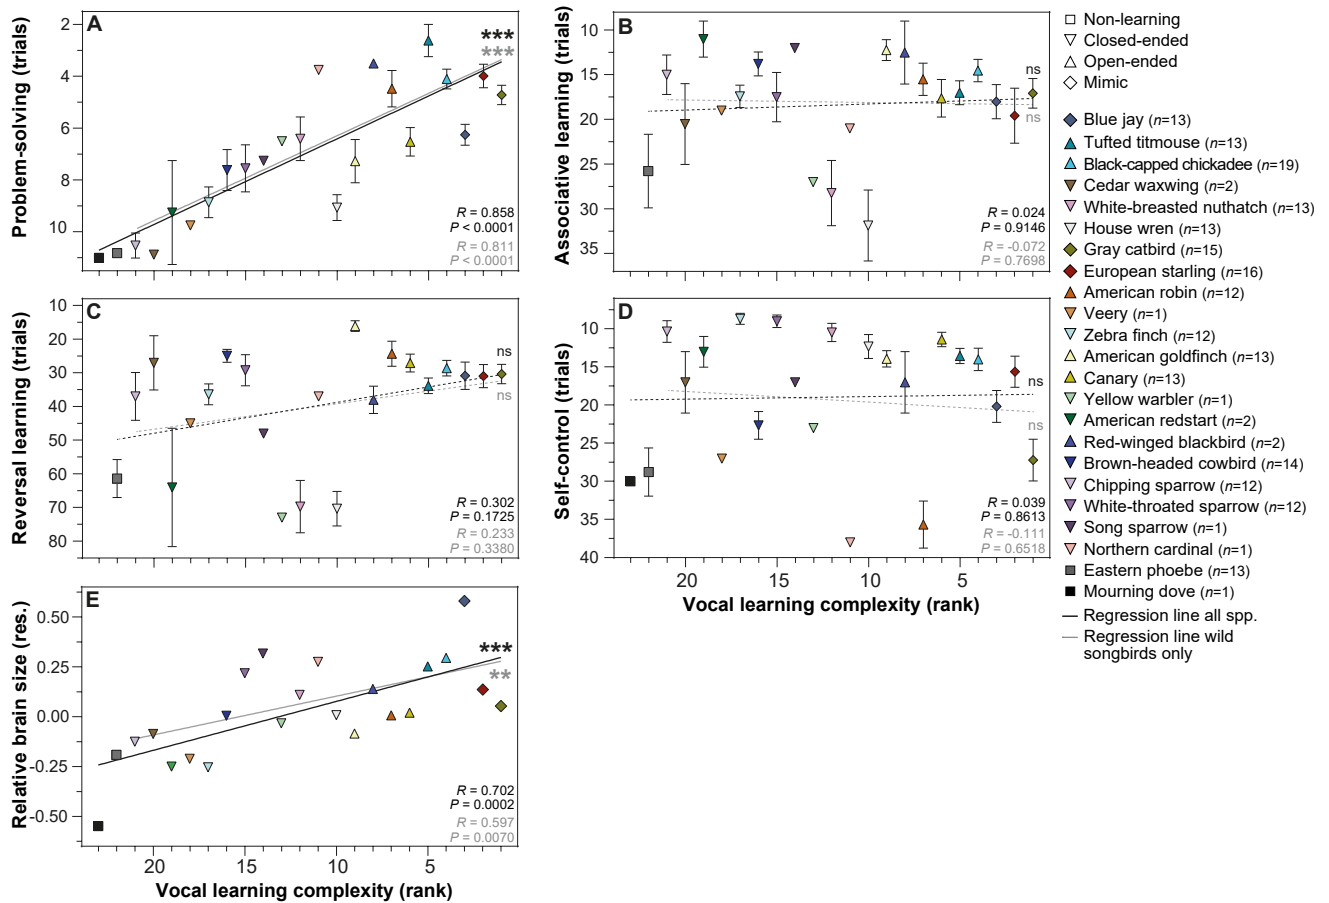 A
Problem-solving (trials)
2
4
6
8
10
***
***
R = 0.858
P < 0.0001
R = 0.811
P < 0.0001
B
Associative learning (trials)
10
15
20
25
30
35
ns
ns
R = 0.024
P = 0.9146
R = -0.072
P = 0.7698
C
Reversal learning (trials)
10
20
30
40
50
60
70
80
ns
ns
R = 0.302
P = 0.1725
R = 0.233
P = 0.3380
D
Self-control (trials)
10
15
20
25
30
35
40
ns
ns
R = 0.039
P = 0.8613
R = -0.111
P = 0.6518
20 15 10 5
Vocal learning complexity (rank)
E
Relative brain size (res.)
0.50
0.25
0.00
-0.25
-0.50
***
**
R = 0.702
P = 0.0002
R = 0.597
P = 0.0070
20 15 10 5
Vocal learning complexity (rank)
Non-learning
Closed-ended
Open-ended
Mimic
Blue jay (n=13)
Tufted titmouse (n=13)
Black-capped chickadee (n=19)
Cedar waxwing (n=2)
White-breasted nuthatch (n=13)
House wren (n=13)
Gray catbird (n=15)
European starling (n=16)
American robin (n=12)
Veery (n=1)
Zebra finch (n=12)
American goldfinch (n=13)
Canary (n=13)
Yellow warbler (n=1)
American redstart (n=2)
Red-winged blackbird (n=2)
Brown-headed cowbird (n=14)
Chipping sparrow (n=12)
White-throated sparrow (n=12)
Song sparrow (n=1)
Northern cardinal (n=1)
Eastern phoebe (n=13)
Mourning dove (n=1)
Regression line all spp.
Regression line wild
songbirds only